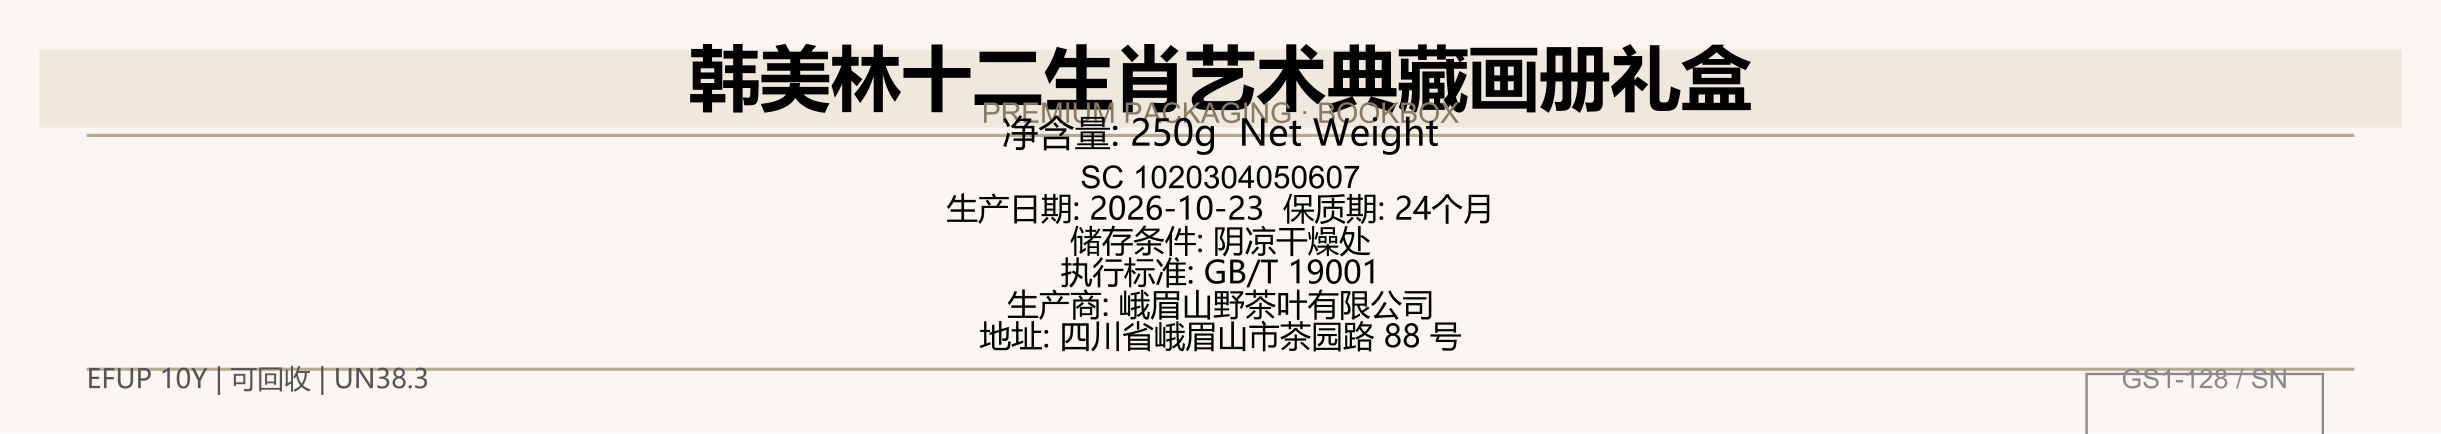 韩美林十二生肖艺术典藏画册礼盒
PREMIUM PACKAGING · BOOKBOX
净含量: 250g  Net Weight
SC 1020304050607
生产日期: 2026-10-23  保质期: 24个月
储存条件: 阴凉干燥处
执行标准: GB/T 19001
生产商: 峨眉山野茶叶有限公司
地址: 四川省峨眉山市茶园路 88 号
EFUP 10Y | 可回收 | UN38.3
GS1-128 / SN